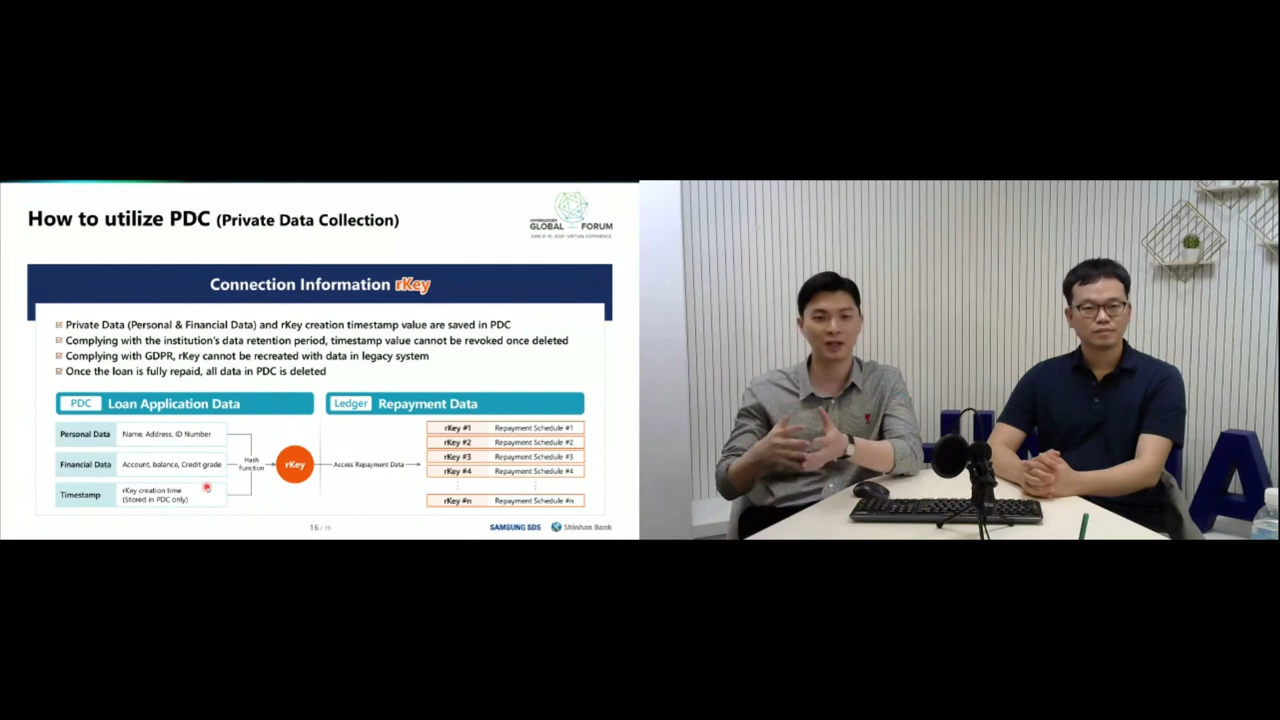 How to utilize PDC (Private Data Collection)
HYPERLEDGER
GLOBAL FORUM
Connection Information rKey
Private Data (Personal & Financial Data) and rKey creation timestamp value are saved in PDC
Complying with the institution's data retention period, timestamp value cannot be revoked once deleted
Complying with GDPR, rKey cannot be recreated with data in legacy system
Once the loan is fully repaid, all data in PDC is deleted
PDC Loan Application Data
Ledger Repayment Data
Personal Data Name, Address, ID Number
Financial Data Account, balance, Credit grade
Timestamp rKey creation time
(Stored in PDC only)
Hash
Function
rKey
Access Repayment Data
rKey #1 Repayment Schedule #1
rKey #2 Repayment Schedule #2
rKey #3 Repayment Schedule #3
rKey #4 Repayment Schedule #4
rKey #n Repayment Schedule #n
16 / 19
SAMSUNG SDS Shinhan Bank